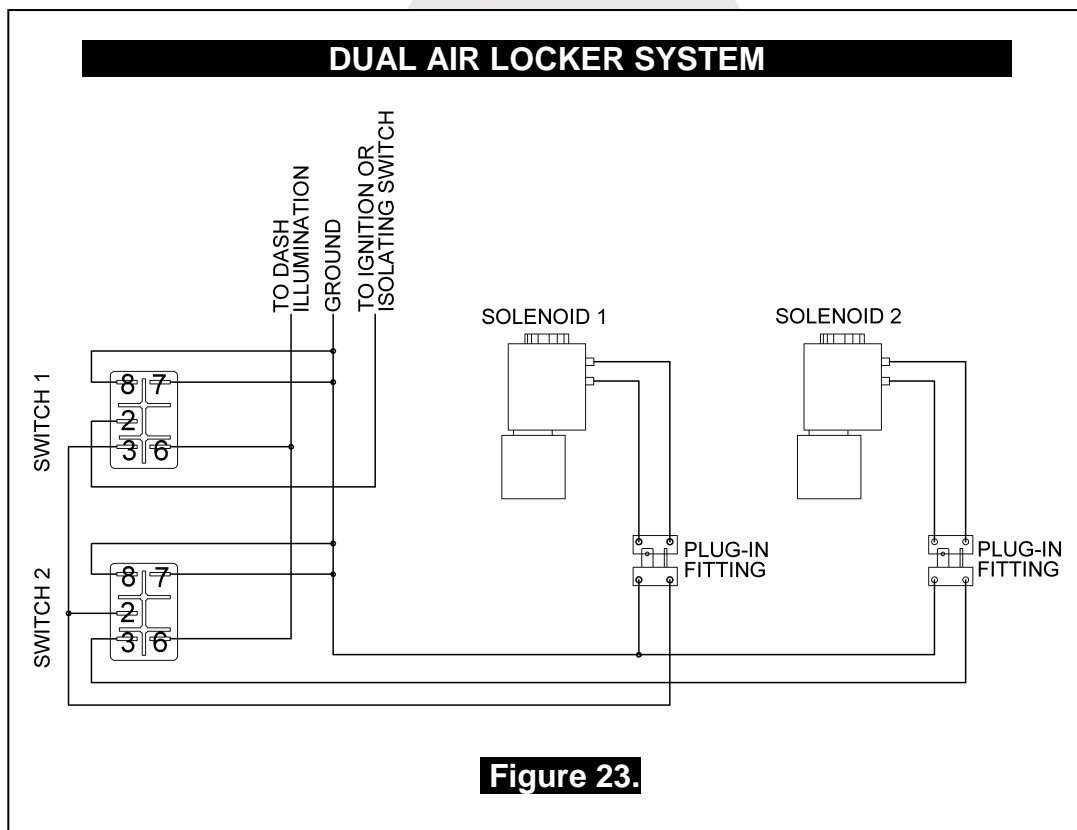 DUAL AIR LOCKER SYSTEM
TO DASH
ILLUMINATION
GROUND
TO IGNITION OR
ISOLATING SWITCH
SOLENOID 1
SOLENOID 2
SWITCH 1
8 7
2
3 6
SWITCH 2
8 7
2
3 6
PLUG-IN
FITTING
PLUG-IN
FITTING
Figure 23.